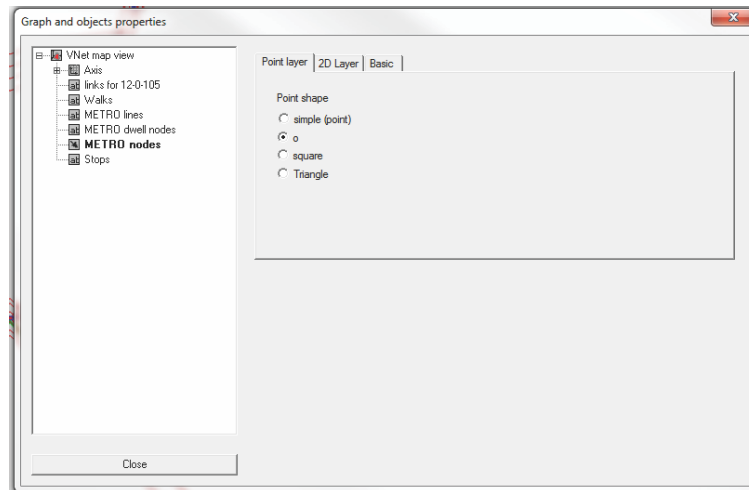 Graph and objects properties
VNet map view
Axis
links for 12-0-105
Walks
METRO lines
METRO dwell nodes
METRO nodes
Stops
Close
Point layer
2D Layer
Basic
Point shape
simple (point)
o
square
Triangle